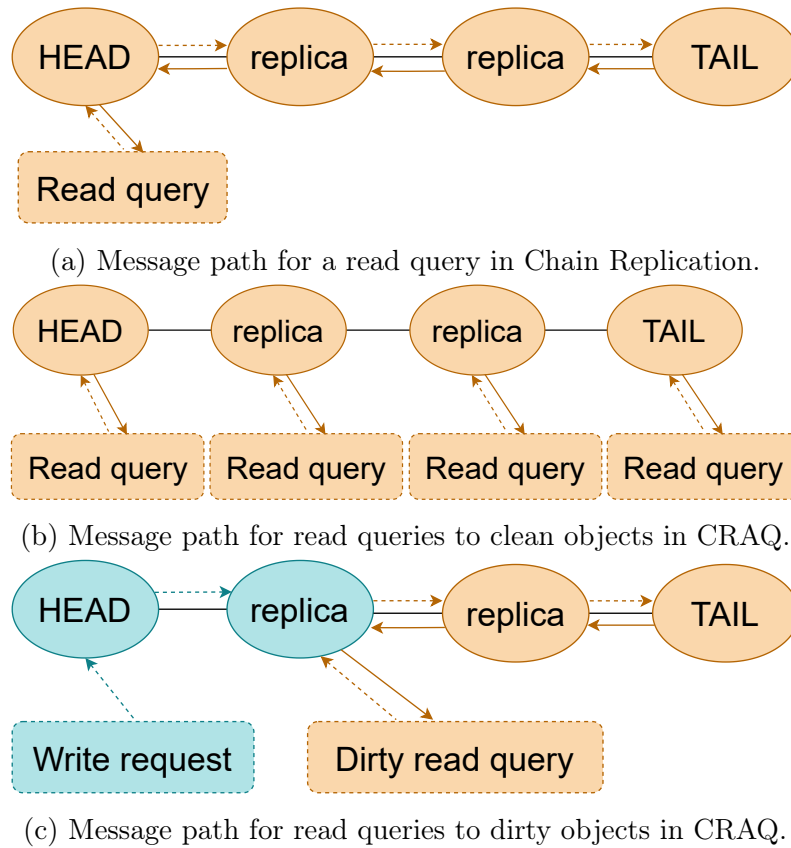 HEAD replica replica TAIL
Read query
(a) Message path for a read query in Chain Replication.
HEAD replica replica TAIL
Read query Read query Read query Read query
(b) Message path for read queries to clean objects in CRAQ.
HEAD replica replica TAIL
Write request Dirty read query
(c) Message path for read queries to dirty objects in CRAQ.